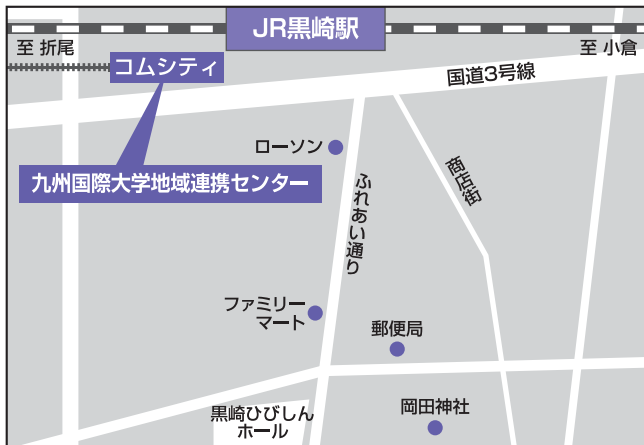 JR黒崎駅
至 折尾
至 小倉
コムシティ
国道3号線
ローソン
九州国際大学地域連携センター
商店街
ふれあい通り
ファミリー
マート
郵便局
岡田神社
黒崎ひびしん
ホール